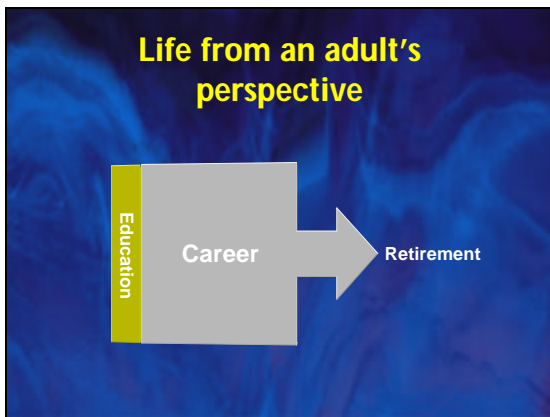 Life from an adult's
perspective
Education
Career
Retirement